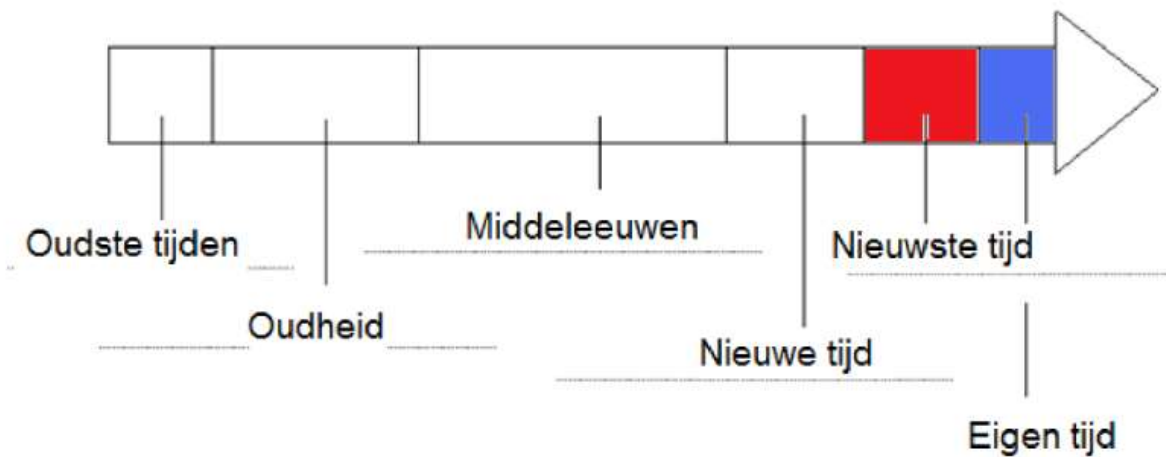 Oudste tijden
Middeleeuwen
Nieuwste tijd
Oudheid
Nieuwe tijd
Eigen tijd